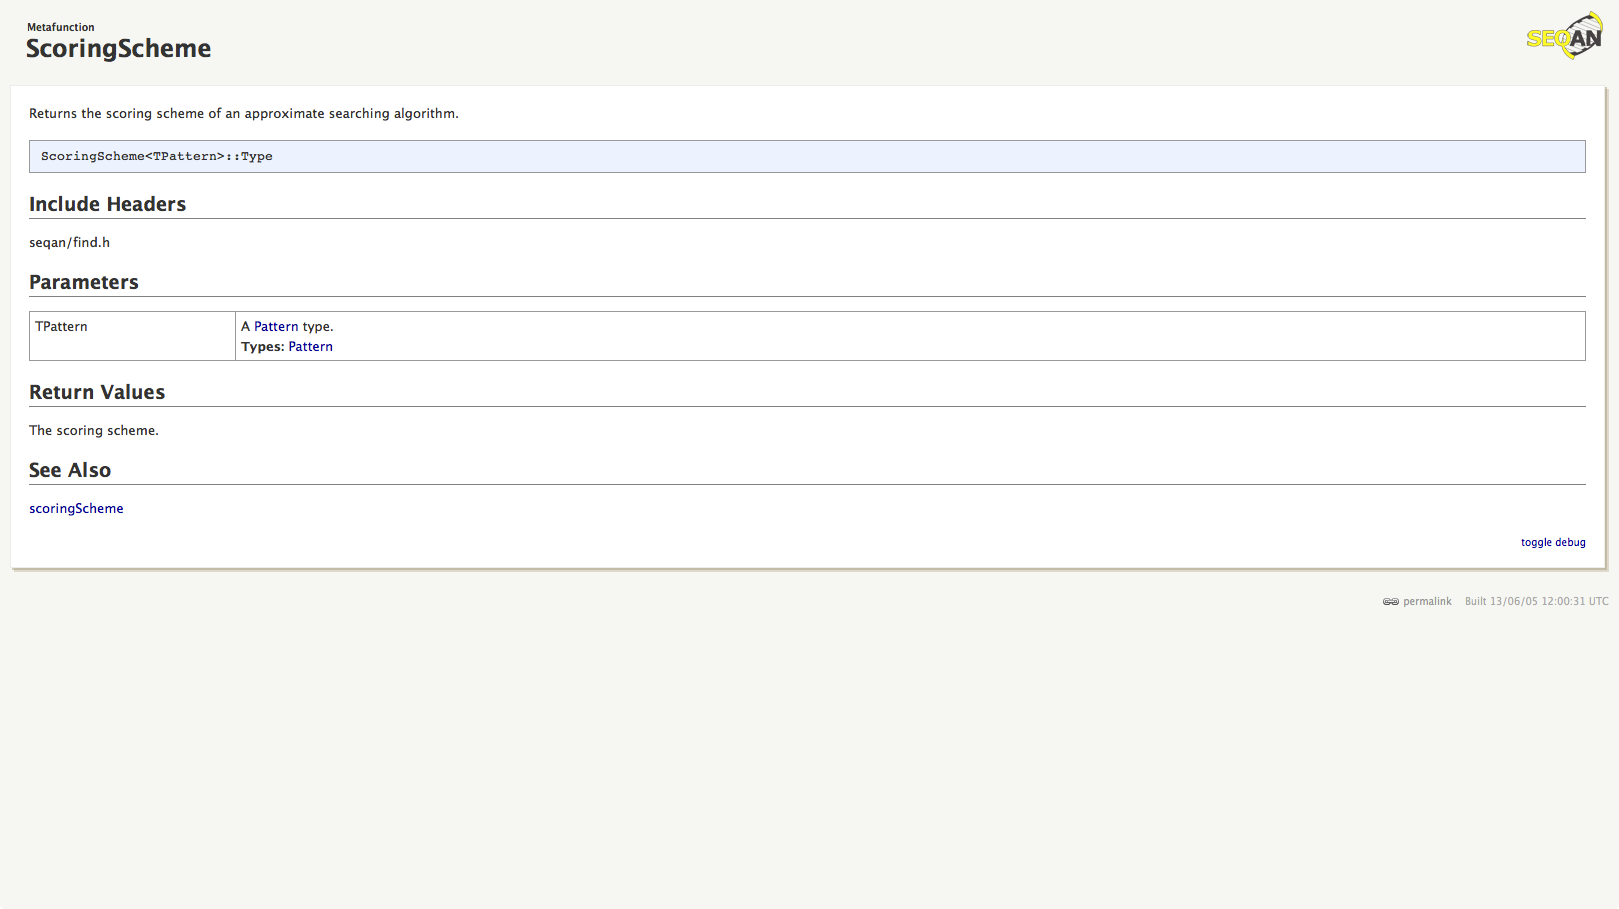 Metafunction
ScoringScheme
SEQAN
Returns the scoring scheme of an approximate searching algorithm.
ScoringScheme<TPattern>::Type
Include Headers
seqan/find.h
Parameters
TPattern
A Pattern type.
Types: Pattern
Return Values
The scoring scheme.
See Also
scoringScheme
toggle debug
permalink Built 13/06/05 12:00:31 UTC